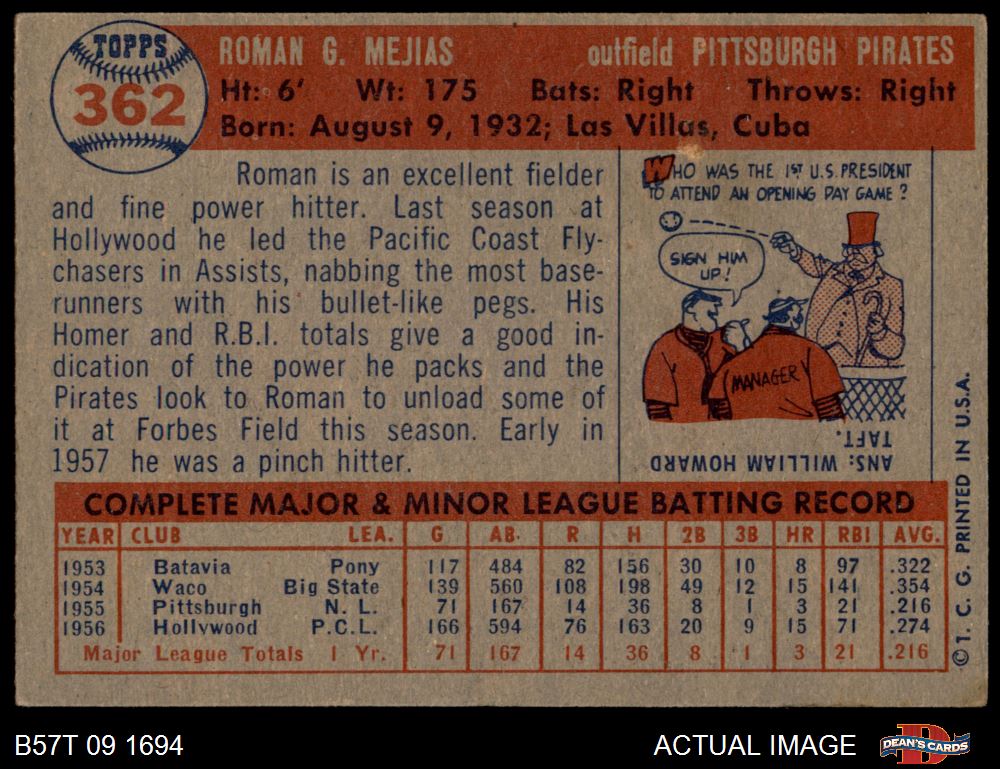 TOPPS
362
ROMAN G. MEJIAS outfield PITTSBURGH PIRATES
Ht: 6' Wt: 175 Bats: Right Throws: Right
Born: August 9, 1932; Las Villas, Cuba
Roman is an excellent fielder
and fine power hitter. Last season at
Hollywood he led the Pacific Coast Fly-
chasers in Assists, nabbing the most base-
runners with his bullet-like pegs. His
Homer and R.B.I. totals give a good in-
dication of the power he packs and the
Pirates look to Roman to unload some of
it at Forbes Field this season. Early in
1957 he was a pinch hitter.
WHO WAS THE 1ST U.S. PRESIDENT
TO ATTEND AN OPENING DAY GAME?
SIGN HIM
UP!
MANAGER
ANS: WILLIAM HOWARD
TAFT.
COMPLETE MAJOR & MINOR LEAGUE BATTING RECORD
YEAR CLUB LEA. G AB. R H 2B 3B HR RBI AVG.
1953 Batavia Pony 117 484 82 156 30 10 8 97 .322
1954 Waco Big State 139 560 108 198 49 12 15 141 .354
1955 Pittsburgh N. L. 71 167 14 36 8 1 3 21 .216
1956 Hollywood P.C.L. 166 594 76 163 20 9 15 71 .274
Major League Totals 1 Yr. 71 167 14 36 8 1 3 21 .216
© T. C. G. PRINTED IN U.S.A.
B57T 09 1694 ACTUAL IMAGE DEAN'S CARDS